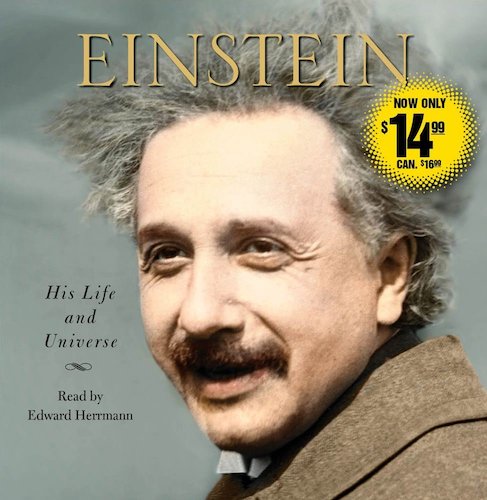 EINSTEIN
NOW ONLY
$14.99
CAN. $16.99
His Life
and
Universe
Read by
Edward Herrmann